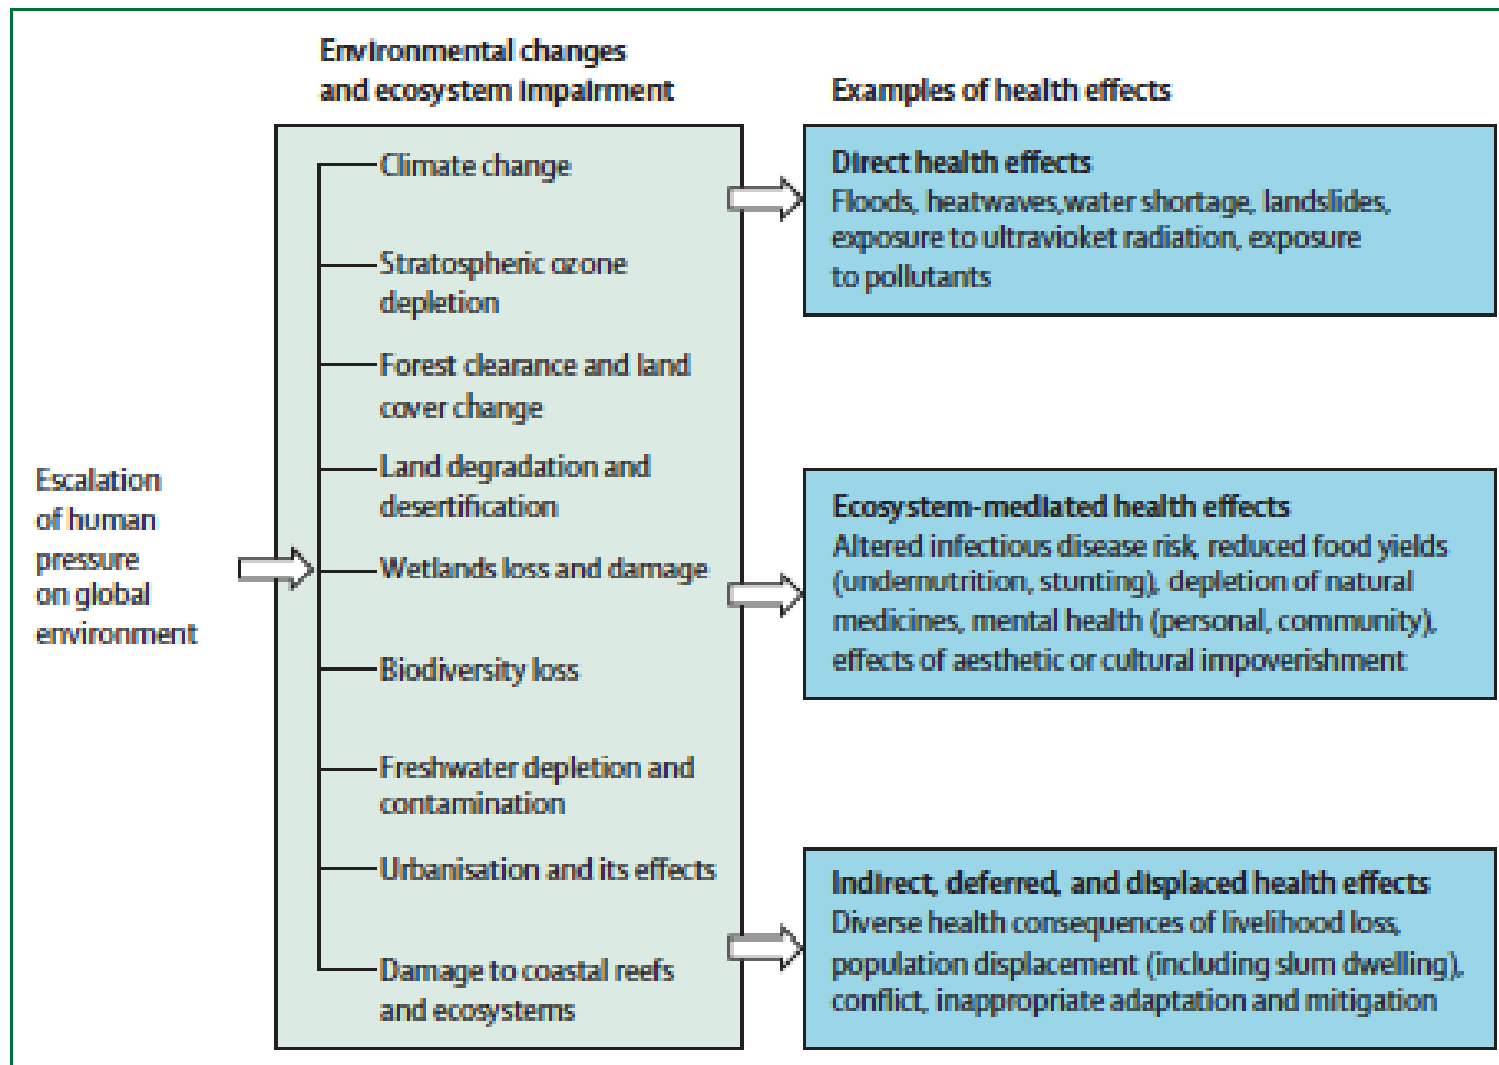 Environmental changes
and ecosystem impairment
Examples of health effects
Escalation
of human
pressure
on global
environment
Climate change
Stratospheric ozone
depletion
Forest clearance and land
cover change
Land degradation and
desertification
Wetlands loss and damage
Biodiversity loss
Freshwater depletion and
contamination
Urbanisation and its effects
Damage to coastal reefs
and ecosystems
Direct health effects
Floods, heatwaves,water shortage, landslides,
exposure to ultraviolet radiation, exposure
to pollutants
Ecosystem-mediated health effects
Altered infectious disease risk, reduced food yields
(undernutrition, stunting), depletion of natural
medicines, mental health (personal, community),
effects of aesthetic or cultural impoverishment
Indirect, deferred, and displaced health effects
Diverse health consequences of livelihood loss,
population displacement (including slum dwelling),
conflict, inappropriate adaptation and mitigation